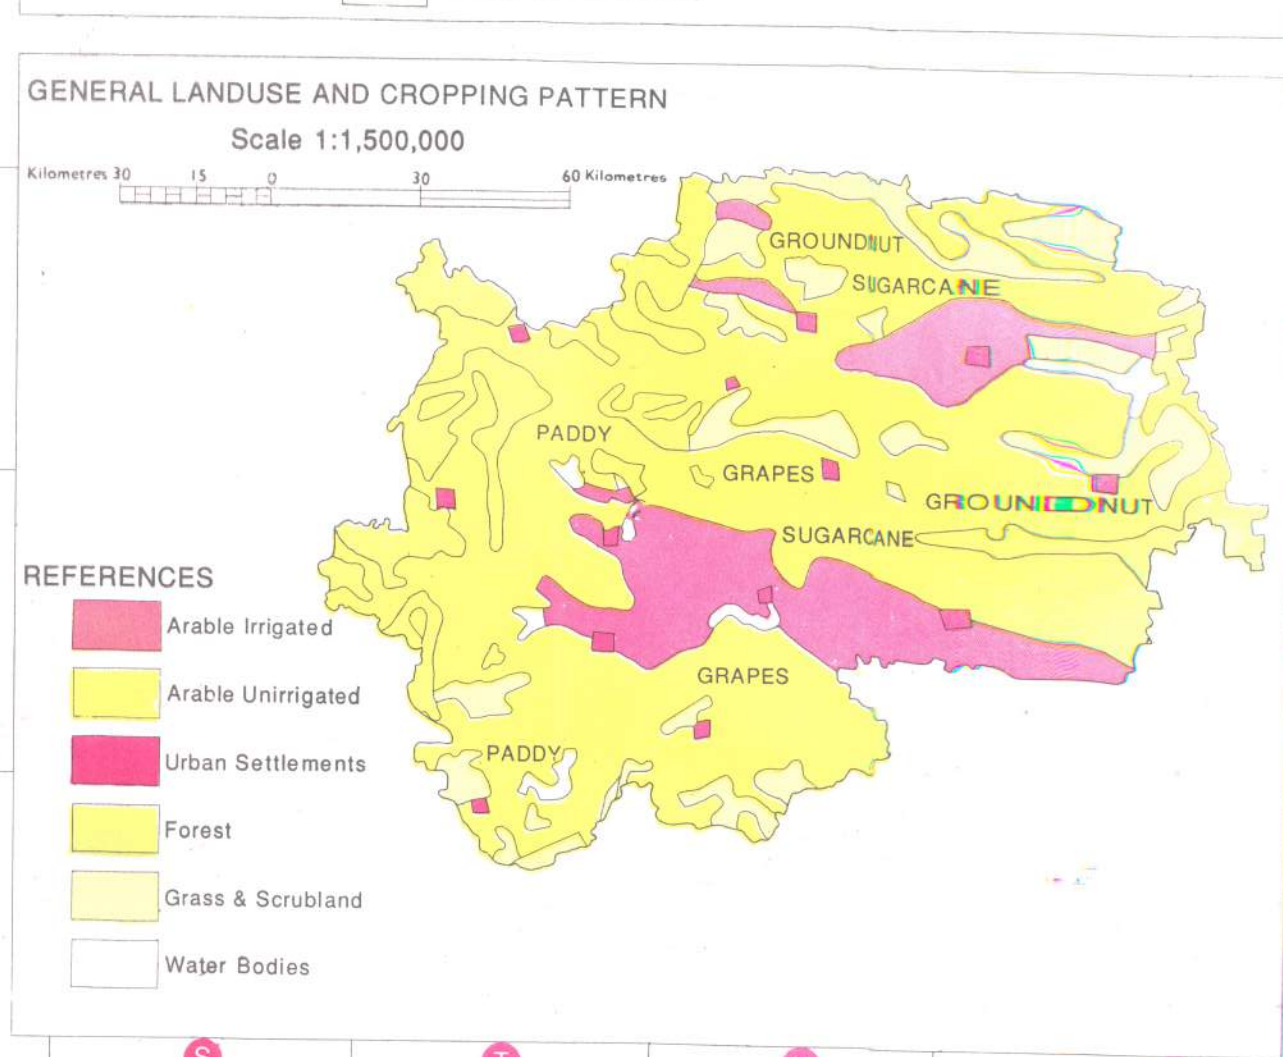 GENERAL LANDUSE AND CROPPING PATTERN
Scale 1:1,500,000
Kilometres 30 15 0 30 60 Kilometres
GROUNDNUT
SUGARCANE
PADDY
GRAPES
GROUNDNUT
SUGARCANE
GRAPES
PADDY
REFERENCES
Arable Irrigated
Arable Unirrigated
Urban Settlements
Forest
Grass & Scrubland
Water Bodies
S
T